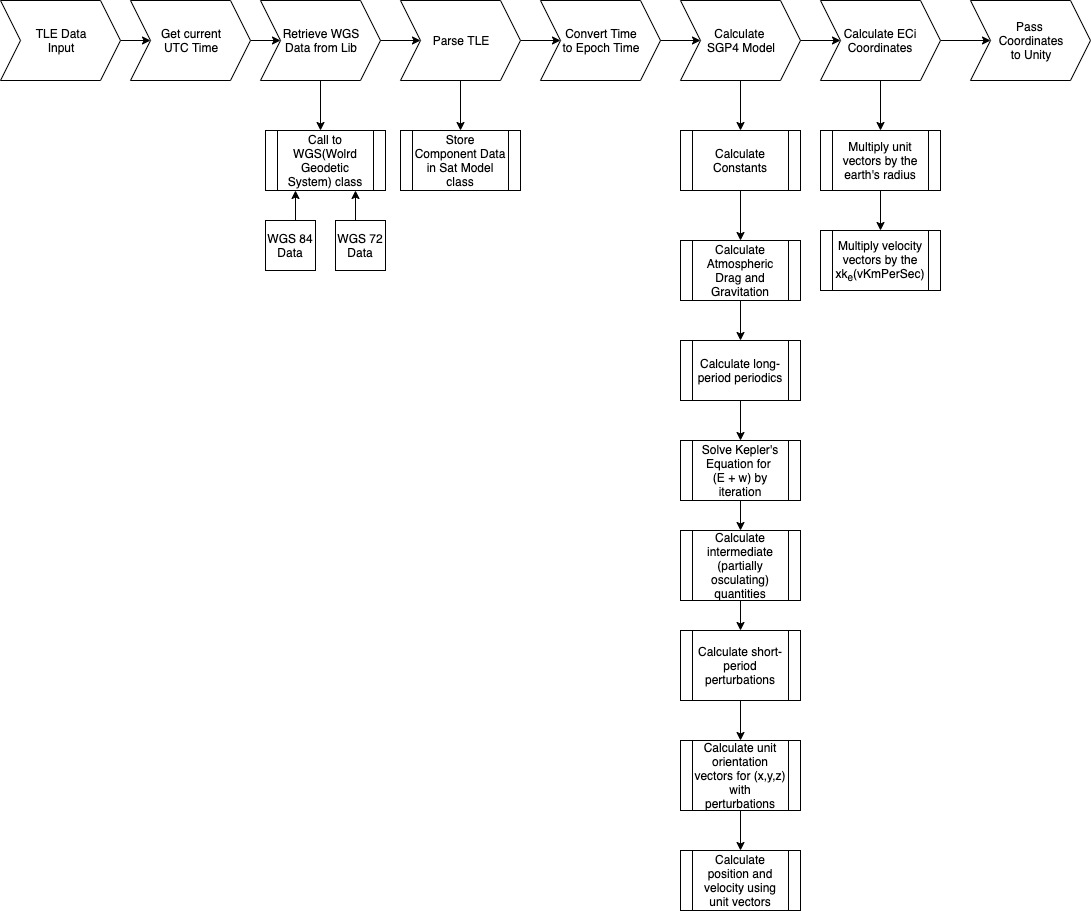 TLE Data
Input
Get current
UTC Time
Retrieve WGS
Data from Lib
Parse TLE
Convert Time
to Epoch Time
Calculate
SGP4 Model
Calculate ECi
Coordinates
Pass
Coordinates
to Unity
Call to
WGS(Wolrd
Geodetic
System) class
WGS 84
Data
WGS 72
Data
Store
Component Data
in Sat Model
class
Calculate
Constants
Calculate
Atmospheric
Drag and
Gravitation
Calculate long-
period periodics
Solve Kepler's
Equation for
(E + w) by
iteration
Calculate
intermediate
(partially
osculating)
quantities
Calculate short-
period
perturbations
Calculate unit
orientation
vectors for (x,y,z)
with
perturbations
Calculate
position and
velocity using
unit vectors
Multiply unit
vectors by the
earth's radius
Multiply velocity
vectors by the
xke(vKmPerSec)